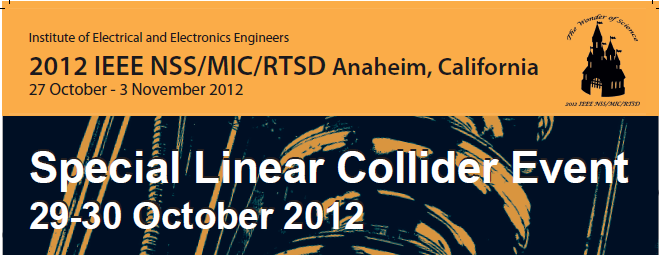 Institute of Electrical and Electronics Engineers
2012 IEEE NSS/MIC/RTSD Anaheim, California
27 October - 3 November 2012
The Wonder of Science
2012 IEEE NSS/MIC/RTSD
Special Linear Collider Event
29-30 October 2012